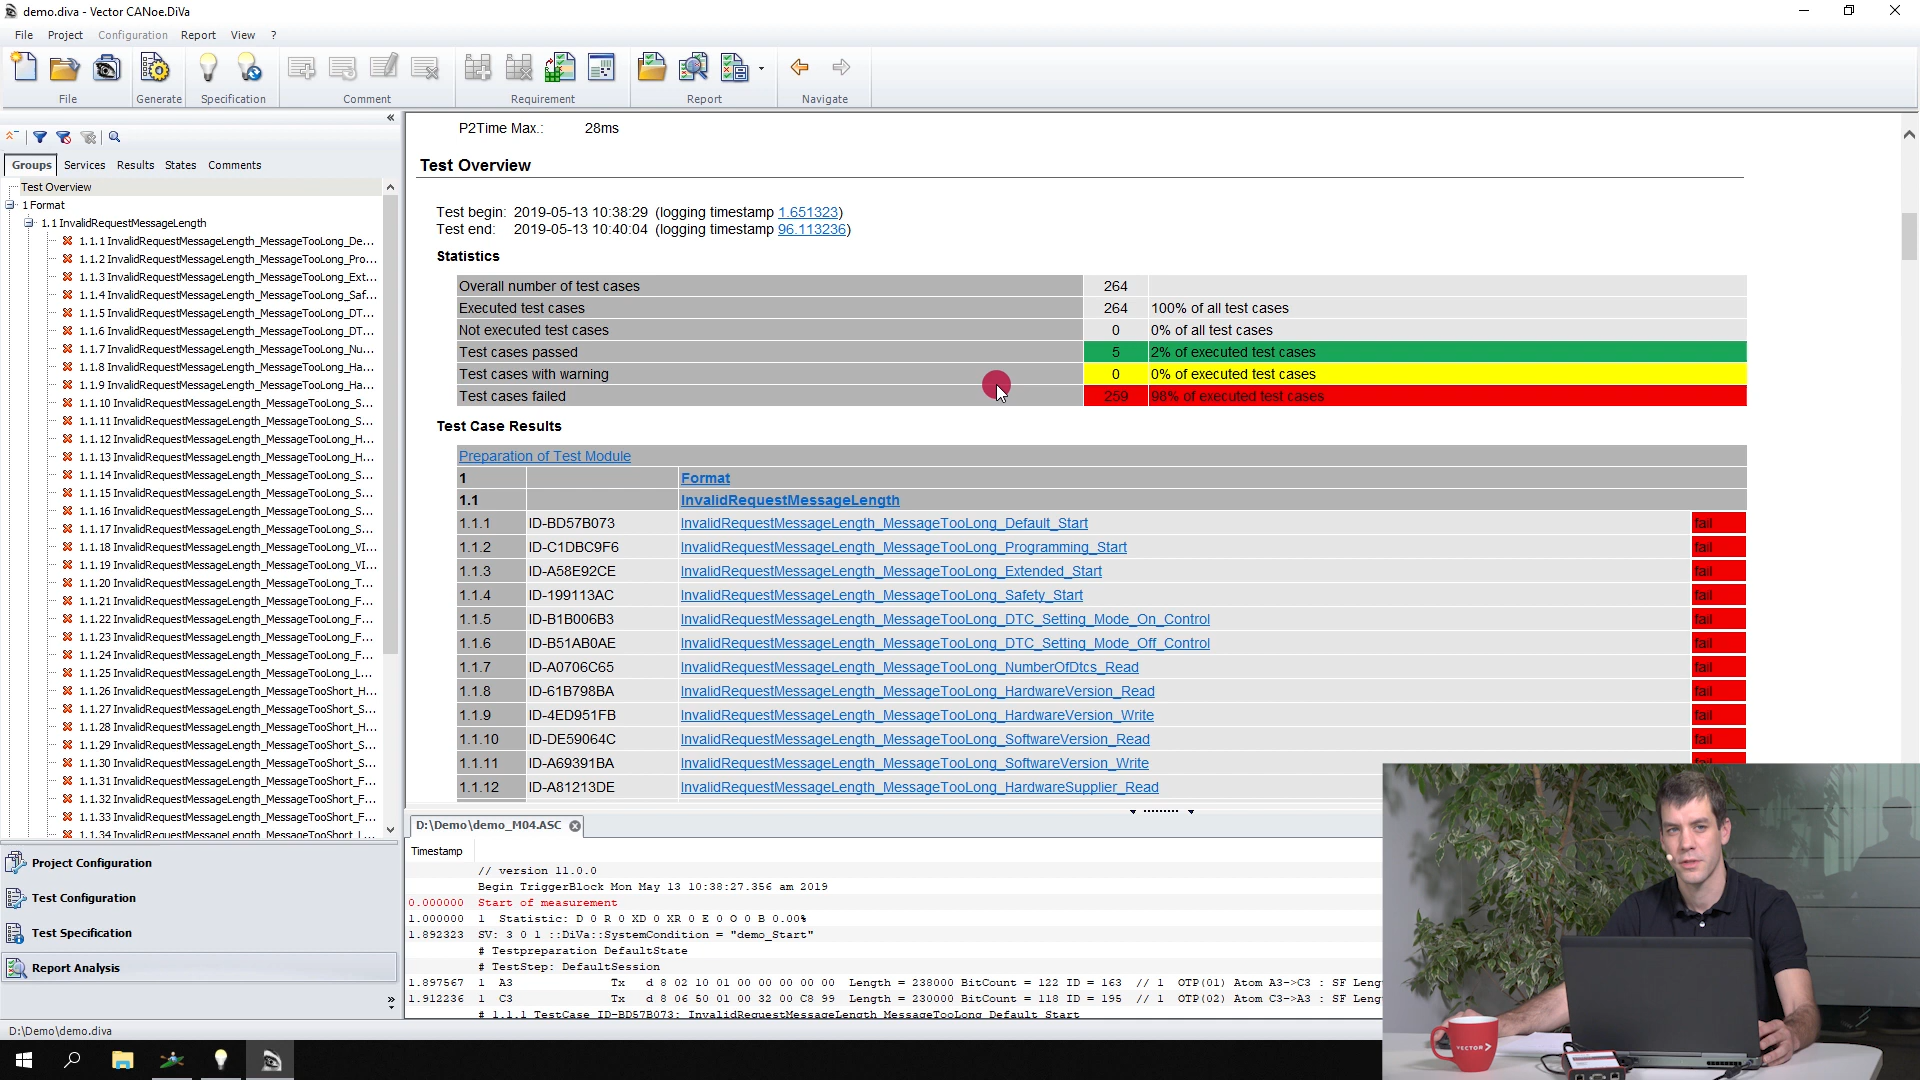 demo.diva - Vector CANoe.DiVa
File Project Configuration Report View ?
File Generate Specification Comment Requirement Report Navigate
Groups Services Results States Comments
Test Overview
1 Format
1.1 InvalidRequestMessageLength
1.1.1 InvalidRequestMessageLength_MessageTooLong_De...
1.1.2 InvalidRequestMessageLength_MessageTooLong_Pro...
1.1.3 InvalidRequestMessageLength_MessageTooLong_Ext...
1.1.4 InvalidRequestMessageLength_MessageTooLong_Saf...
1.1.5 InvalidRequestMessageLength_MessageTooLong_DT...
1.1.6 InvalidRequestMessageLength_MessageTooLong_DT...
1.1.7 InvalidRequestMessageLength_MessageTooLong_Nu...
1.1.8 InvalidRequestMessageLength_MessageTooLong_Ha...
1.1.9 InvalidRequestMessageLength_MessageTooLong_Ha...
1.1.10 InvalidRequestMessageLength_MessageTooLong_S...
1.1.11 InvalidRequestMessageLength_MessageTooLong_S...
1.1.12 InvalidRequestMessageLength_MessageTooLong_H...
1.1.13 InvalidRequestMessageLength_MessageTooLong_H...
1.1.14 InvalidRequestMessageLength_MessageTooLong_S...
1.1.15 InvalidRequestMessageLength_MessageTooLong_S...
1.1.16 InvalidRequestMessageLength_MessageTooLong_S...
1.1.17 InvalidRequestMessageLength_MessageTooLong_S...
1.1.18 InvalidRequestMessageLength_MessageTooLong_VI...
1.1.19 InvalidRequestMessageLength_MessageTooLong_VI...
1.1.20 InvalidRequestMessageLength_MessageTooLong_T...
1.1.21 InvalidRequestMessageLength_MessageTooLong_F...
1.1.22 InvalidRequestMessageLength_MessageTooLong_F...
1.1.23 InvalidRequestMessageLength_MessageTooLong_F...
1.1.24 InvalidRequestMessageLength_MessageTooLong_F...
1.1.25 InvalidRequestMessageLength_MessageTooLong_L...
1.1.26 InvalidRequestMessageLength_MessageTooShort_H...
1.1.27 InvalidRequestMessageLength_MessageTooShort_S...
1.1.28 InvalidRequestMessageLength_MessageTooShort_H...
1.1.29 InvalidRequestMessageLength_MessageTooShort_S...
1.1.30 InvalidRequestMessageLength_MessageTooShort_S...
1.1.31 InvalidRequestMessageLength_MessageTooShort_F...
1.1.32 InvalidRequestMessageLength_MessageTooShort_F...
1.1.33 InvalidRequestMessageLength_MessageTooShort_F...
1.1.34 InvalidRequestMessageLength_MessageTooShort_L...
Project Configuration
Test Configuration
Test Specification
Report Analysis
P2Time Max.: 28ms
Test Overview
Test begin: 2019-05-13 10:38:29 (logging timestamp 1.651323)
Test end: 2019-05-13 10:40:04 (logging timestamp 96.113236)
Statistics
Overall number of test cases 264
Executed test cases 264 100% of all test cases
Not executed test cases 0 0% of all test cases
Test cases passed 5 2% of executed test cases
Test cases with warning 0 0% of executed test cases
Test cases failed 259 98% of executed test cases
Test Case Results
Preparation of Test Module
1 Format
1.1 InvalidRequestMessageLength
1.1.1 ID-BD57B073 InvalidRequestMessageLength_MessageTooLong_Default_Start fail
1.1.2 ID-C1DBC9F6 InvalidRequestMessageLength_MessageTooLong_Programming_Start fail
1.1.3 ID-A58E92CE InvalidRequestMessageLength_MessageTooLong_Extended_Start fail
1.1.4 ID-199113AC InvalidRequestMessageLength_MessageTooLong_Safety_Start fail
1.1.5 ID-B1B006B3 InvalidRequestMessageLength_MessageTooLong_DTC_Setting_Mode_On_Control fail
1.1.6 ID-B51AB0AE InvalidRequestMessageLength_MessageTooLong_DTC_Setting_Mode_Off_Control fail
1.1.7 ID-A0706C65 InvalidRequestMessageLength_MessageTooLong_NumberOfDtcs_Read fail
1.1.8 ID-61B798BA InvalidRequestMessageLength_MessageTooLong_HardwareVersion_Read fail
1.1.9 ID-4ED951FB InvalidRequestMessageLength_MessageTooLong_HardwareVersion_Write fail
1.1.10 ID-DE59064C InvalidRequestMessageLength_MessageTooLong_SoftwareVersion_Read fail
1.1.11 ID-A69391BA InvalidRequestMessageLength_MessageTooLong_SoftwareVersion_Write fail
1.1.12 ID-A81213DE InvalidRequestMessageLength_MessageTooLong_HardwareSupplier_Read
D:\Demo\demo_M04.ASC
Timestamp
// version 11.0.0
Begin TriggerBlock Mon May 13 10:38:27.356 am 2019
0.000000 Start of measurement
1.000000 1 Statistic: D 0 R 0 XD 0 XR 0 E 0 O 0 B 0.00%
1.892323 SV: 3 0 1 ::DiVa::SystemCondition = "demo_Start"
# Testpreparation DefaultState
# TestStep: DefaultSession
1.897567 1 A3 Tx d 8 02 10 01 00 00 00 00 00 Length = 238000 BitCount = 122 ID = 163 // 1 OTP(01) Atom A3->C3 : SF Leng
1.912236 1 C3 Tx d 8 06 50 01 00 32 00 C8 99 Length = 230000 BitCount = 118 ID = 195 // 1 OTP(02) Atom C3->A3 : SF Leng
# 1.1.1 TestCase ID-BD57B073: InvalidRequestMessageLength MessageTooLong Default Start
D:\Demo\demo.diva
VECTOR